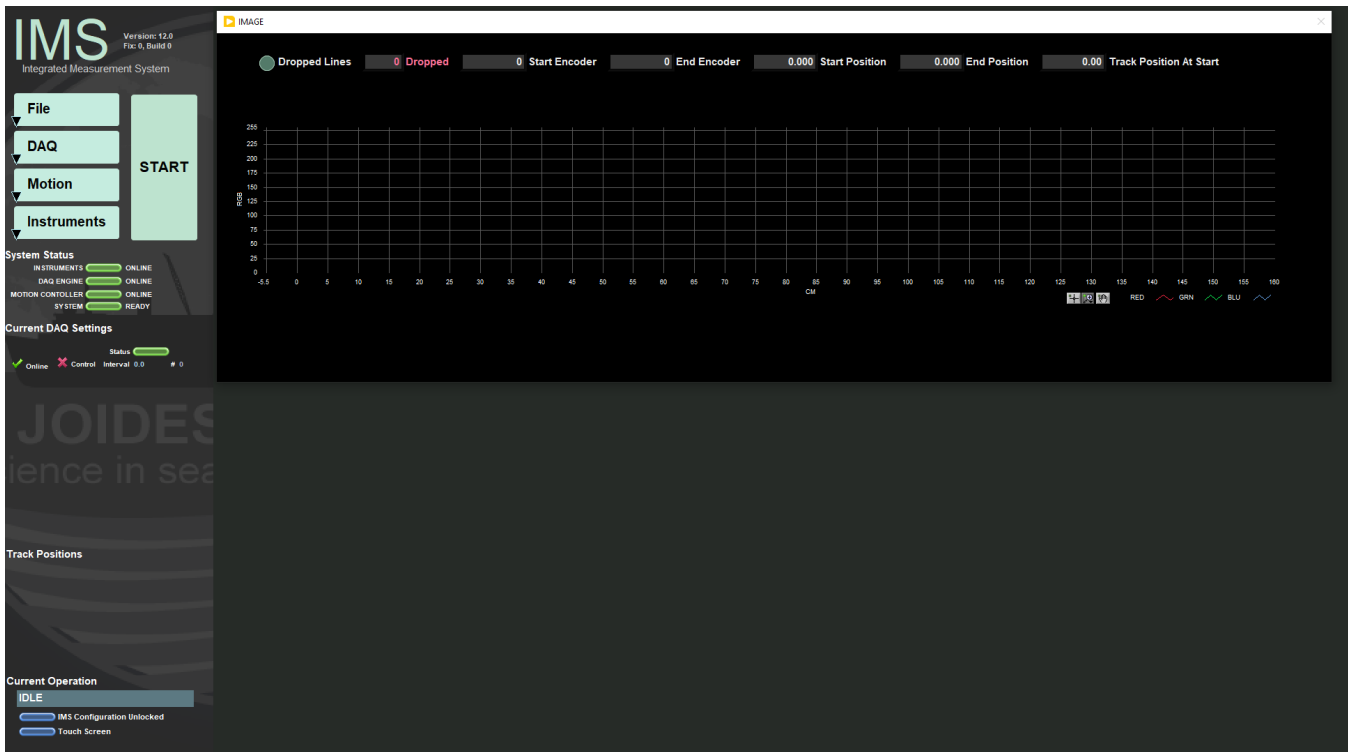 IMS
Version: 12.0
Fix: 0, Build 0
Integrated Measurement System
File
DAQ
Motion
Instruments
START
System Status
INSTRUMENTS ONLINE
DAQ ENGINE ONLINE
MOTION CONTOLLER ONLINE
SYSTEM READY
Current DAQ Settings
Status
Online Control Interval 0.0 # 0
JOIDES
ience in sea
Track Positions
Current Operation
IDLE
IMS Configuration Unlocked
Touch Screen
IMAGE
Dropped Lines 0 Dropped 0 Start Encoder 0 End Encoder 0.000 Start Position 0.000 End Position 0.00 Track Position At Start
255
225
200
175
150
125
100
75
50
25
0
RGB
-5.5 0 5 10 15 20 25 30 35 40 45 50 55 60 65 70 75 80 85 90 95 100 105 110 115 120 125 130 135 140 145 150 155 160
CM
RED GRN BLU